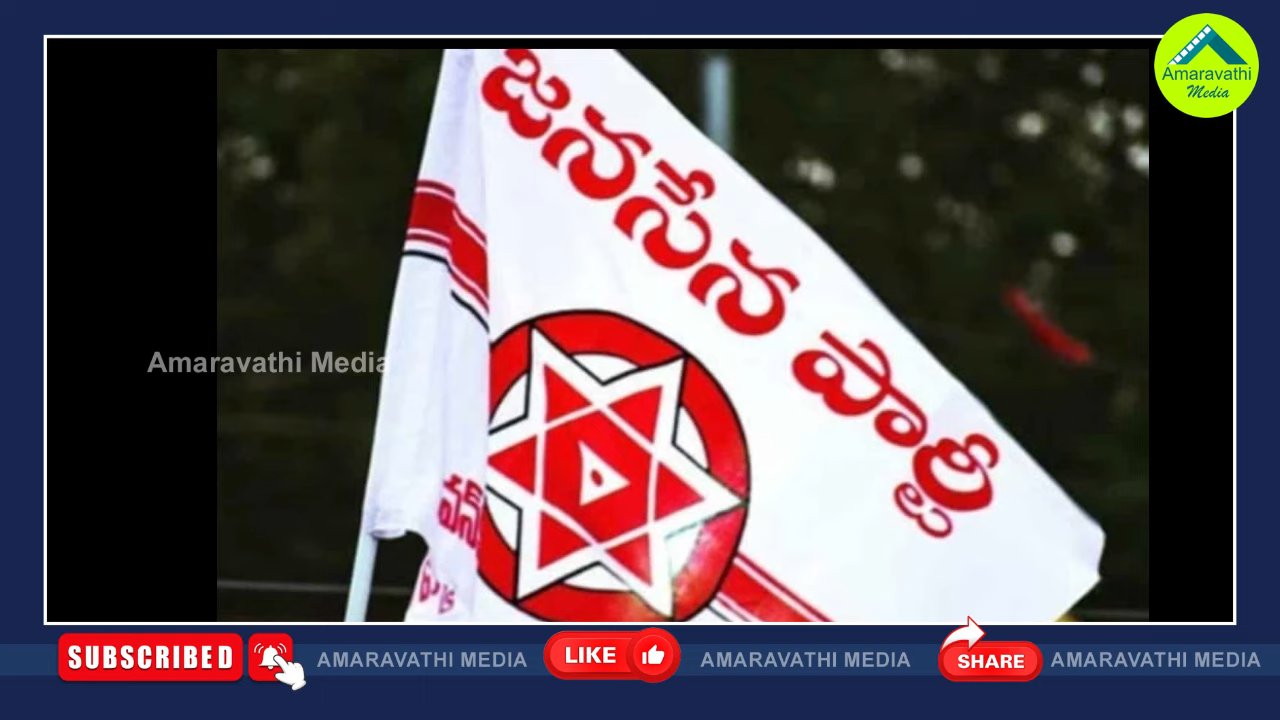 Amaravathi
Media
జనసేన పార్టీ
Amaravathi Media
SUBSCRIBED
AMARAVATHI MEDIA
LIKE
AMARAVATHI MEDIA
SHARE
AMARAVATHI MEDIA